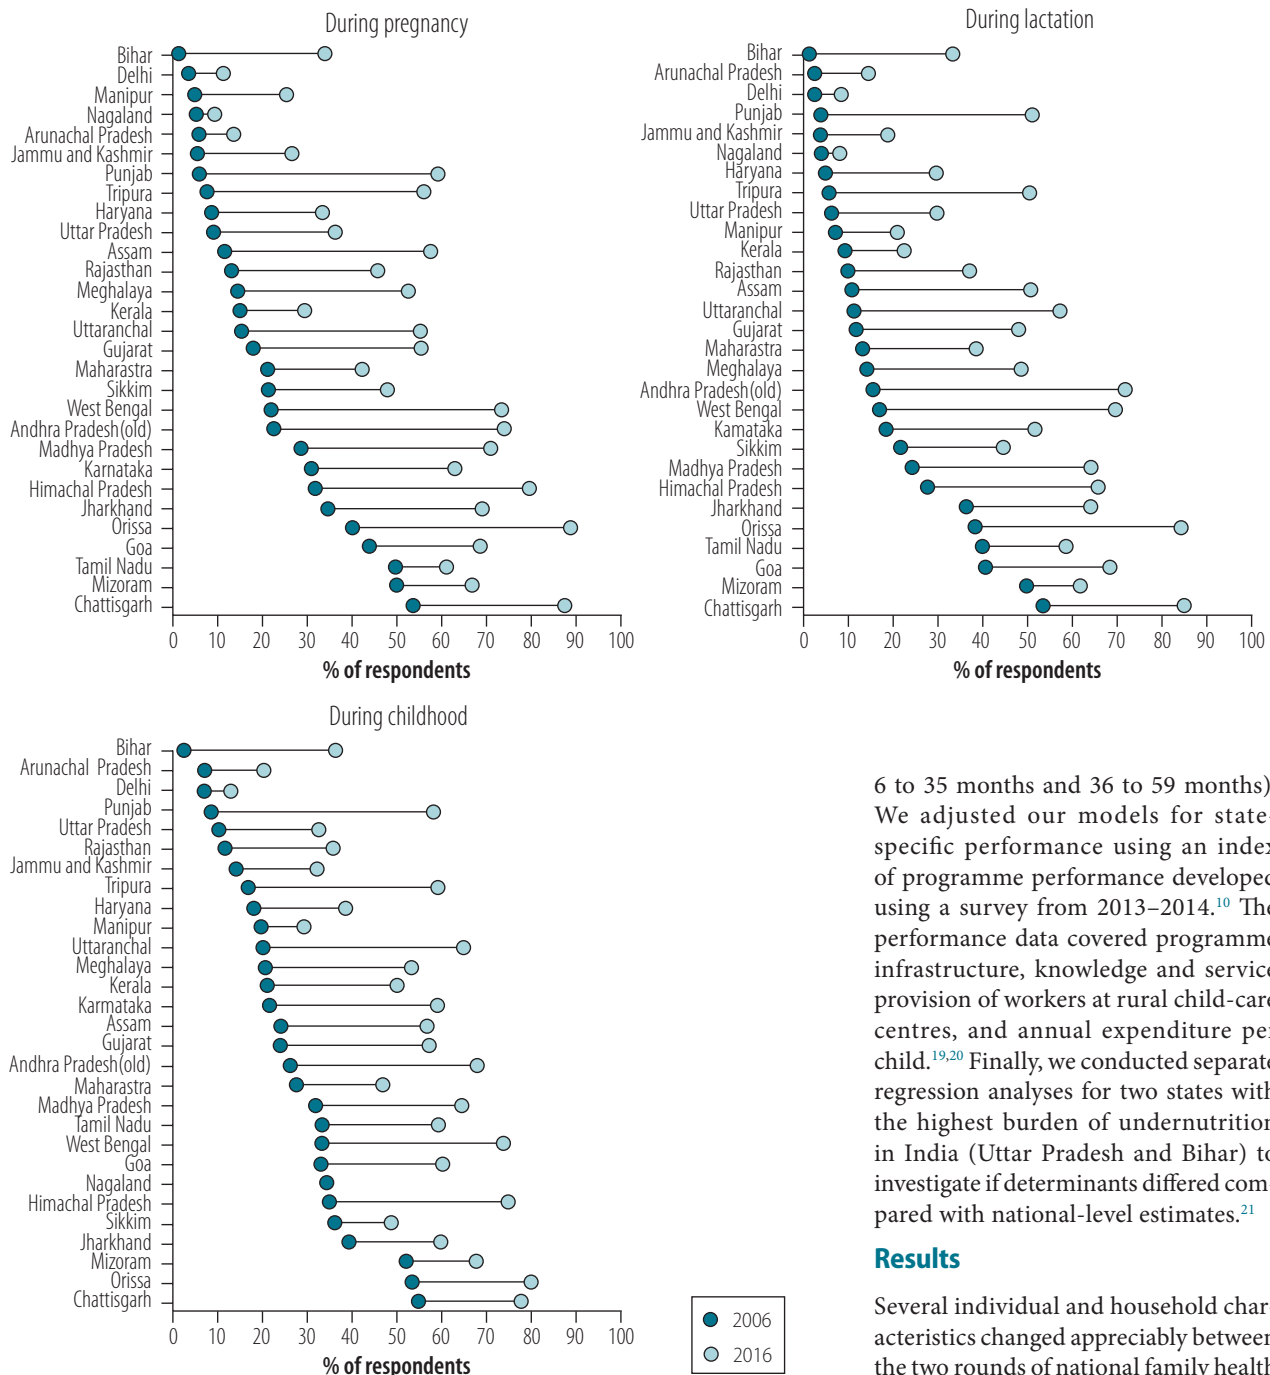 During pregnancy
Bihar
Delhi
Manipur
Nagaland
Arunachal Pradesh
Jammu and Kashmir
Punjab
Tripura
Haryana
Uttar Pradesh
Assam
Rajasthan
Meghalaya
Kerala
Uttaranchal
Gujarat
Maharastra
Sikkim
West Bengal
Andhra Pradesh(old)
Madhya Pradesh
Karnataka
Himachal Pradesh
Jharkhand
Orissa
Goa
Tamil Nadu
Mizoram
Chattisgarh
0 10 20 30 40 50 60 70 80 90 100
% of respondents
During lactation
Bihar
Arunachal Pradesh
Delhi
Punjab
Jammu and Kashmir
Nagaland
Haryana
Tripura
Uttar Pradesh
Manipur
Kerala
Rajasthan
Assam
Uttaranchal
Gujarat
Maharastra
Meghalaya
Andhra Pradesh(old)
West Bengal
Kamataka
Sikkim
Madhya Pradesh
Himachal Pradesh
Jharkhand
Orissa
Tamil Nadu
Goa
Mizoram
Chattisgarh
0 10 20 30 40 50 60 70 80 90 100
% of respondents
During childhood
Bihar
Arunachal Pradesh
Delhi
Punjab
Uttar Pradesh
Rajasthan
Jammu and Kashmir
Tripura
Haryana
Manipur
Uttaranchal
Meghalaya
Kerala
Karmataka
Assam
Gujarat
Andhra Pradesh(old)
Maharastra
Madhya Pradesh
Tamil Nadu
West Bengal
Goa
Nagaland
Himachal Pradesh
Sikkim
Jharkhand
Mizoram
Orissa
Chattisgarh
0 10 20 30 40 50 60 70 80 90 100
% of respondents
2006
2016
6 to 35 months and 36 to 59 months)
We adjusted our models for state-
specific performance using an index
of programme performance developed
using a survey from 2013–2014.10 The
performance data covered programme
infrastructure, knowledge and service
provision of workers at rural child-care
centres, and annual expenditure per
child.19,20 Finally, we conducted separate
regression analyses for two states with
the highest burden of undernutrition
in India (Uttar Pradesh and Bihar) to
investigate if determinants differed com-
pared with national-level estimates.21
Results
Several individual and household char-
acteristics changed appreciably between
the two rounds of national family health